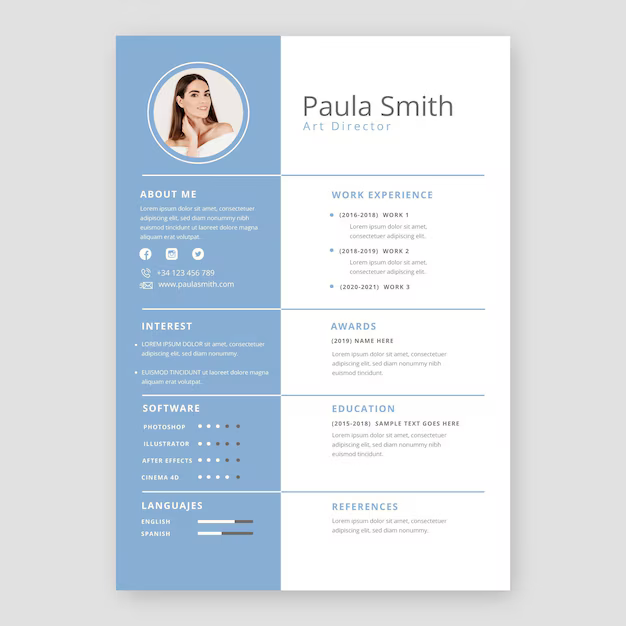 Paula Smith
Art Director
ABOUT ME
Lorem ipsum dolor sit amet, consectetuer
adipiscing elit, sed diam nonummy nibh
euismod tincidunt ut laoreet dolore magna
aliquam erat volutpat.
+34 123 456 789
www.paulasmith.com
INTEREST
LOREM IPSUM DOLOR sit amet, consectetuer
adipiscing elit, sed diam nonummy.
EUISMOD TINCIDUNT ut laoreet dolore magna
aliquam erat volutpat.
SOFTWARE
PHOTOSHOP
ILLUSTRATOR
AFTER EFFECTS
CINEMA 4D
LANGUAJES
ENGLISH
SPANISH
WORK EXPERIENCE
(2016-2018) WORK 1
Lorem ipsum dolor sit amet,
consectetuer adipiscing elit.
(2018-2019) WORK 2
Lorem ipsum dolor sit amet,
consectetuer adipiscing elit.
(2020-2021) WORK 3
AWARDS
(2019) NAME HERE
Lorem ipsum dolor sit amet, consectetuer
adipiscing elit, sed diam nonummy nibh euismod
tincidunt.
EDUCATION
(2015-2018) SAMPLE TEXT GOES HERE
Lorem ipsum dolor sit amet, consectetuer
adipiscing elit, sed diam nonummy nibh euismod
tincidunt.
REFERENCES
Lorem ipsum dolor sit amet, consectetuer
adipiscing elit.